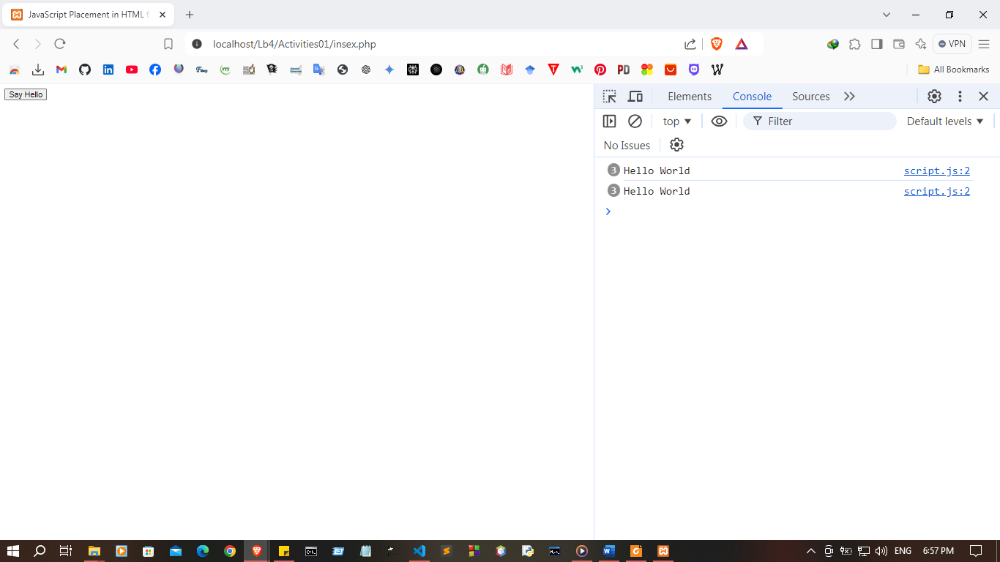 JavaScript Placement in HTML f
localhost/Lb4/Activities01/insex.php
VPN
All Bookmarks
Say Hello
Elements Console Sources
top Filter Default levels
No Issues
3 Hello World script.js:2
3 Hello World script.js:2
ENG 6:57 PM